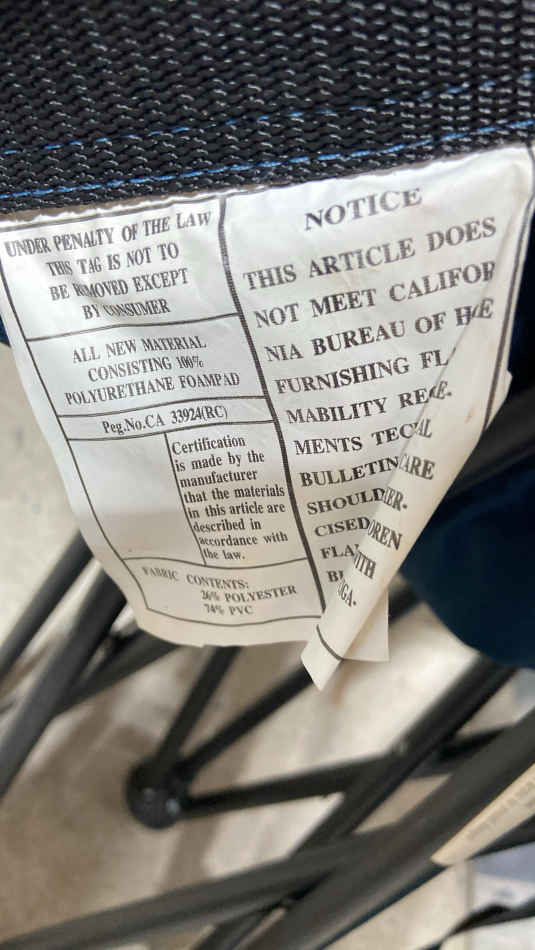 UNDER PENALTY OF THE LAW
THIS TAG IS NOT TO
BE REMOVED EXCEPT
BY CONSUMER
ALL NEW MATERIAL
CONSISTING 100%
POLYURETHANE FOAMPAD
Peg.No.CA 33924(RC)
Certification
is made by the
manufacturer
that the materials
in this article are
described in
accordance with
the law.
FABRIC CONTENTS:
26% POLYESTER
74% PVC
NOTICE
THIS ARTICLE DOES
NOT MEET CALIFOR
NIA BUREAU OF
FURNISHING
MABILITY
MENTS
BULLETIN
SHOULD